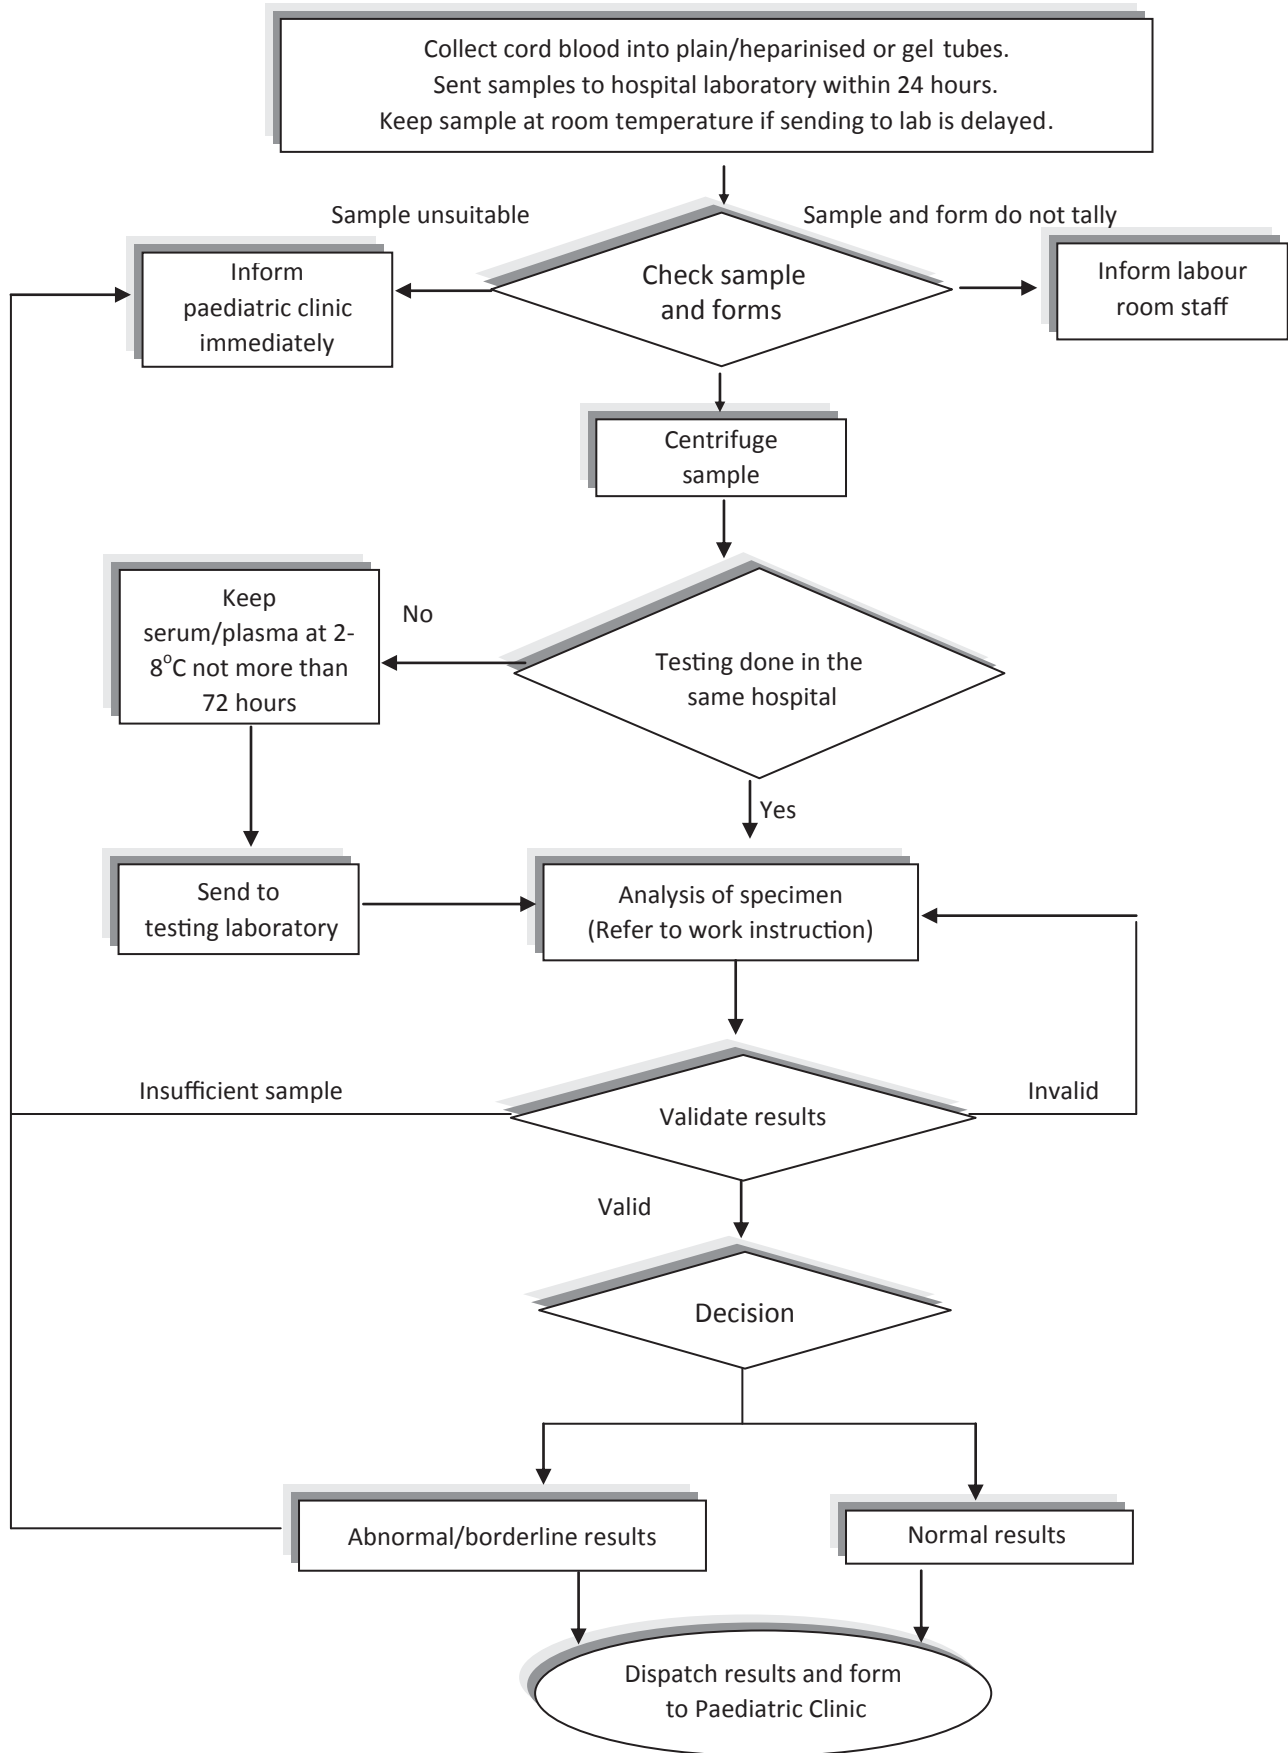 Collect cord blood into plain/heparinised or gel tubes.
Sent samples to hospital laboratory within 24 hours.
Keep sample at room temperature if sending to lab is delayed.
Sample unsuitable
Sample and form do not tally
Inform
paediatric clinic
immediately
Check sample
and forms
Inform labour
room staff
Centrifuge
sample
Keep
serum/plasma at 2-
8°C not more than
72 hours
No
Testing done in the
same hospital
Yes
Send to
testing laboratory
Analysis of specimen
(Refer to work instruction)
Insufficient sample
Validate results
Invalid
Valid
Decision
Abnormal/borderline results
Normal results
Dispatch results and form
to Paediatric Clinic